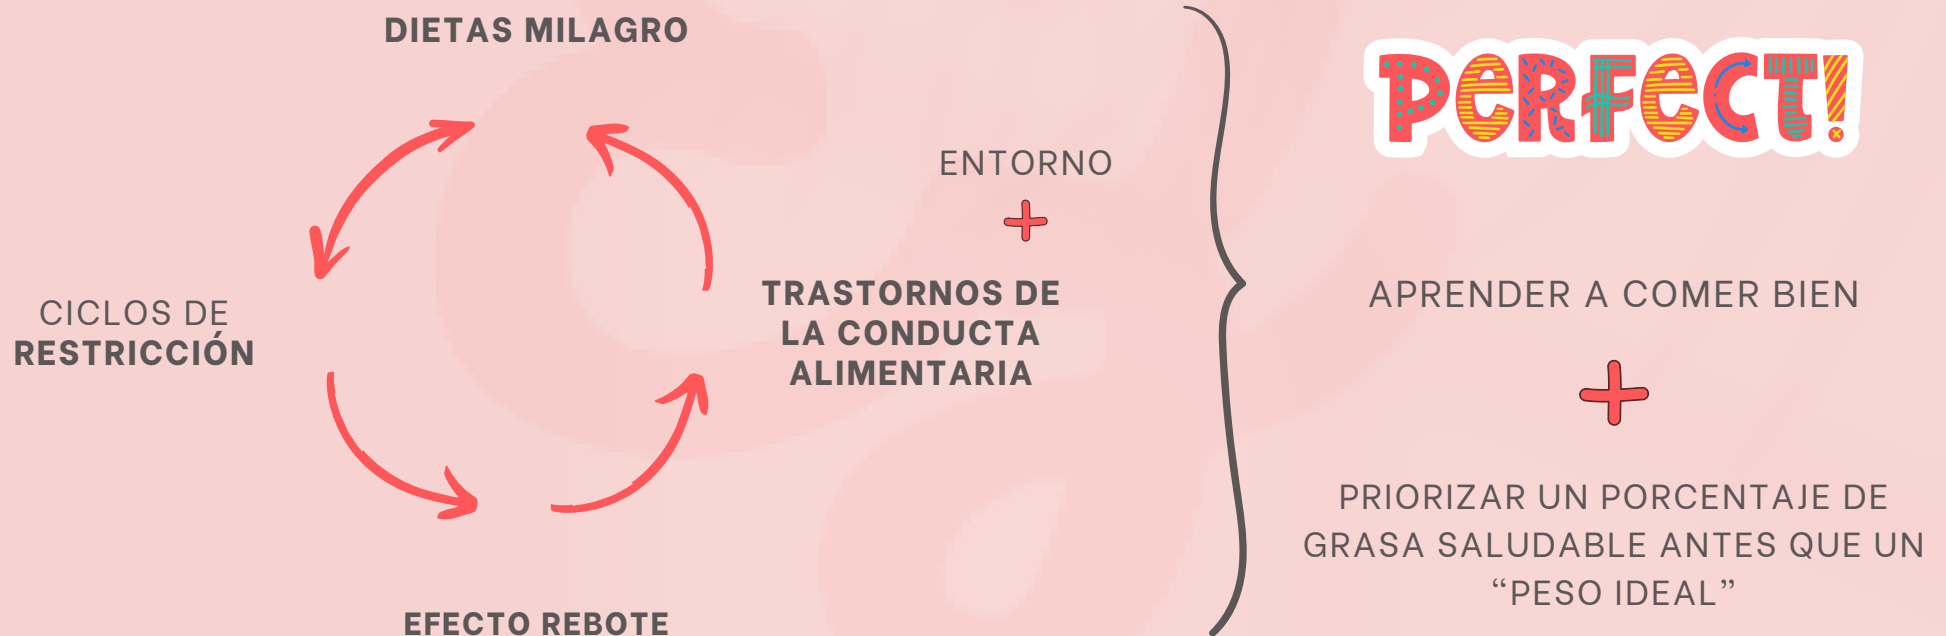 DIETAS MILAGRO
CICLOS DE
RESTRICCIÓN
ENTORNO
+
TRASTORNOS DE
LA CONDUCTA
ALIMENTARIA
EFECTO REBOTE
PERFECT!
APRENDER A COMER BIEN
+
PRIORIZAR UN PORCENTAJE DE
GRASA SALUDABLE ANTES QUE UN
“PESO IDEAL”